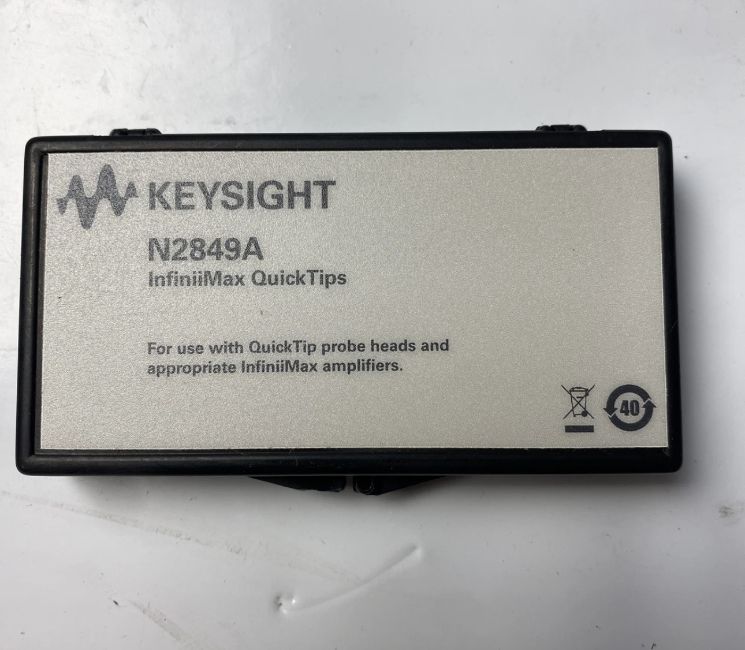 KEYSIGHT
N2849A
InfiniiMax QuickTips
For use with QuickTip probe heads and
appropriate InfiniiMax amplifiers.
40